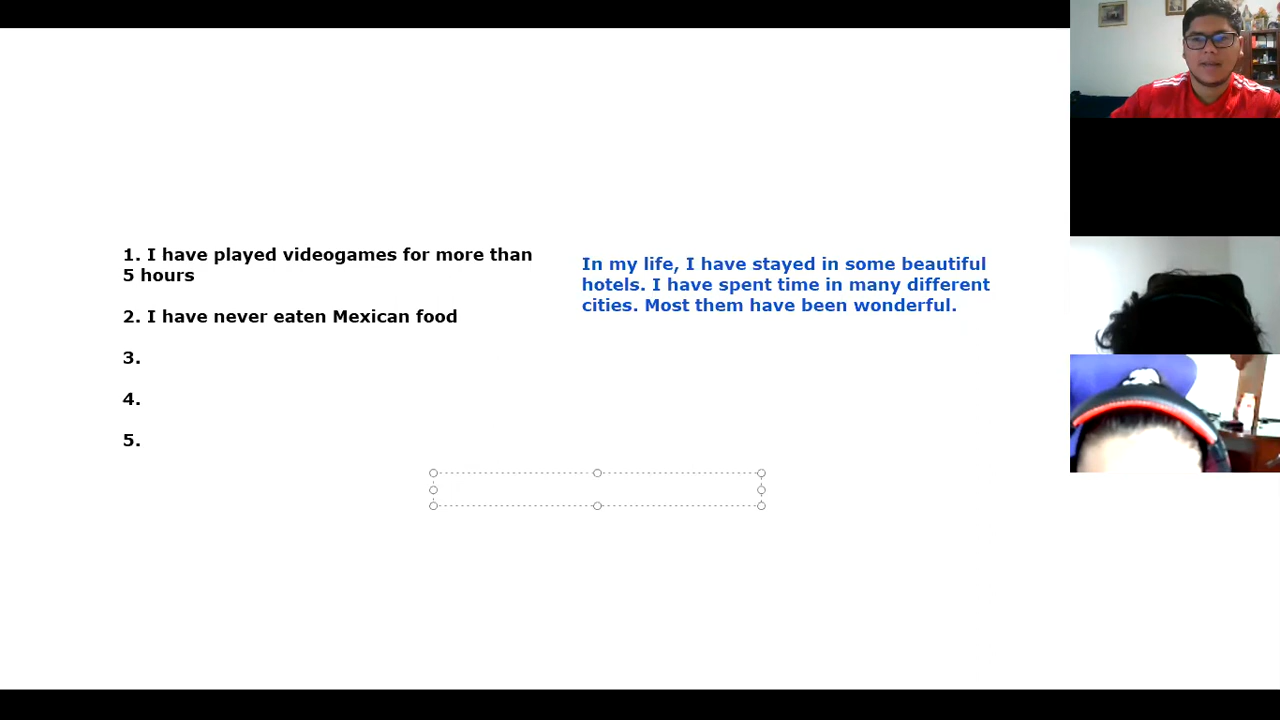 1. I have played videogames for more than
5 hours
2. I have never eaten Mexican food
3.
4.
5.
In my life, I have stayed in some beautiful
hotels. I have spent time in many different
cities. Most them have been wonderful.